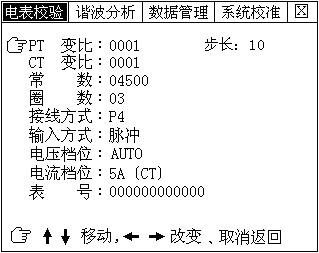 电表校验 谐波分析 数据管理 系统校准
PT 变比：0001 步长：10
CT 变比：0001
常 数：04500
圈 数：03
接线方式：P4
输入方式：脉冲
电压档位：AUTO
电流档位：5A（CT）
表 号：000000000000
↑↓ 移动，← →改变、取消返回